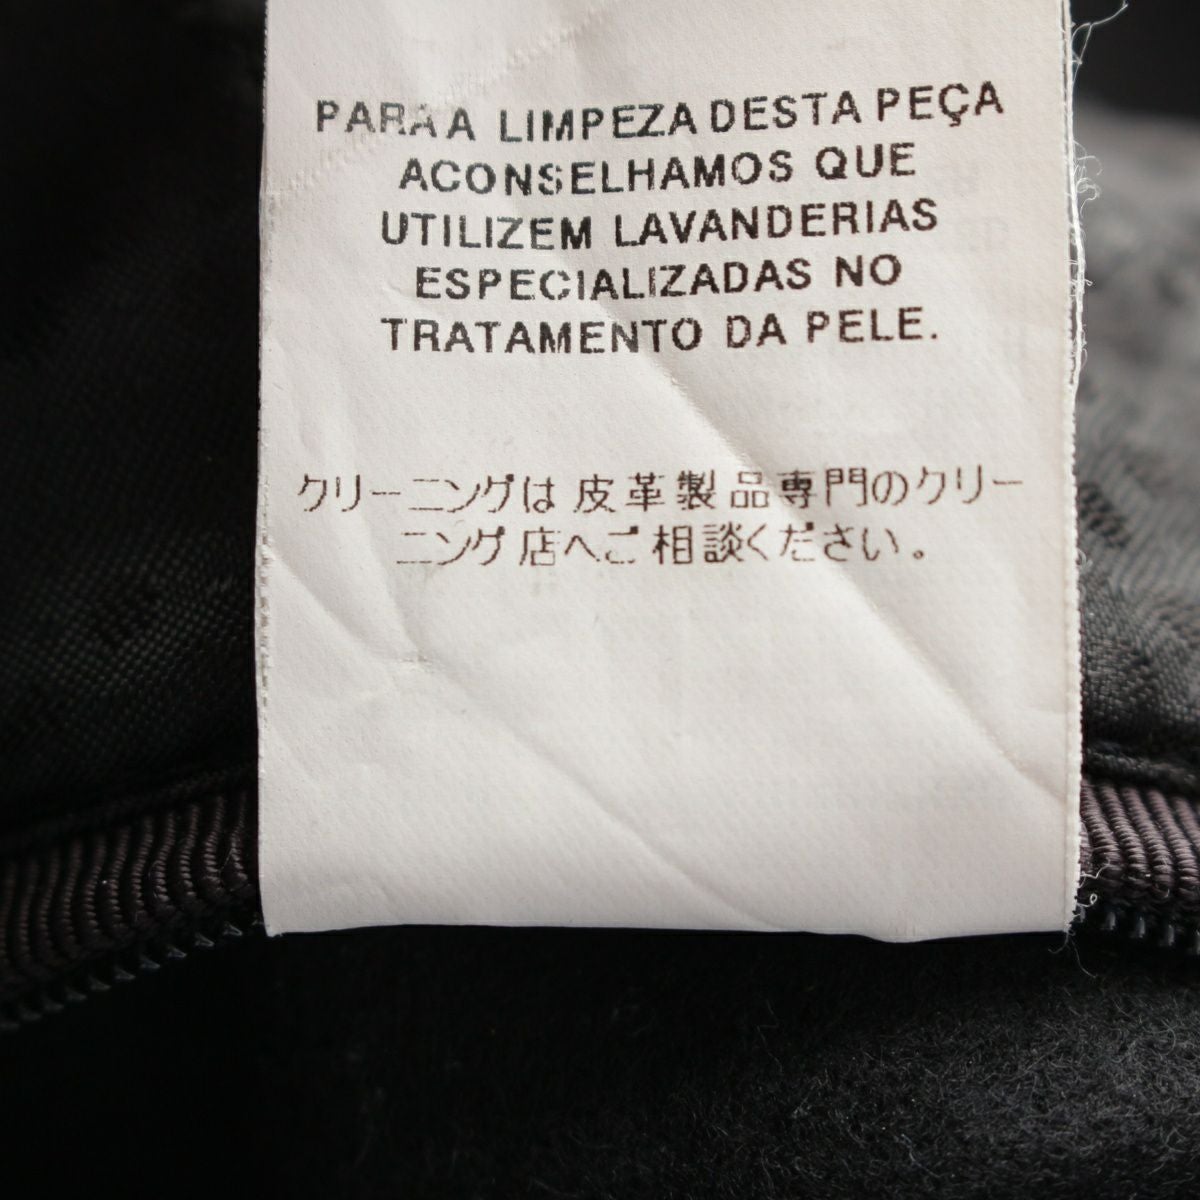 PARA A LIMPEZA DESTA PEÇA
ACONSELHAMOS QUE
UTILIZEM LAVANDERIAS
ESPECIALIZADAS NO
TRATAMENTO DA PELE.
クリーニングは皮革製品専門のクリー
ニング店へご相談ください。